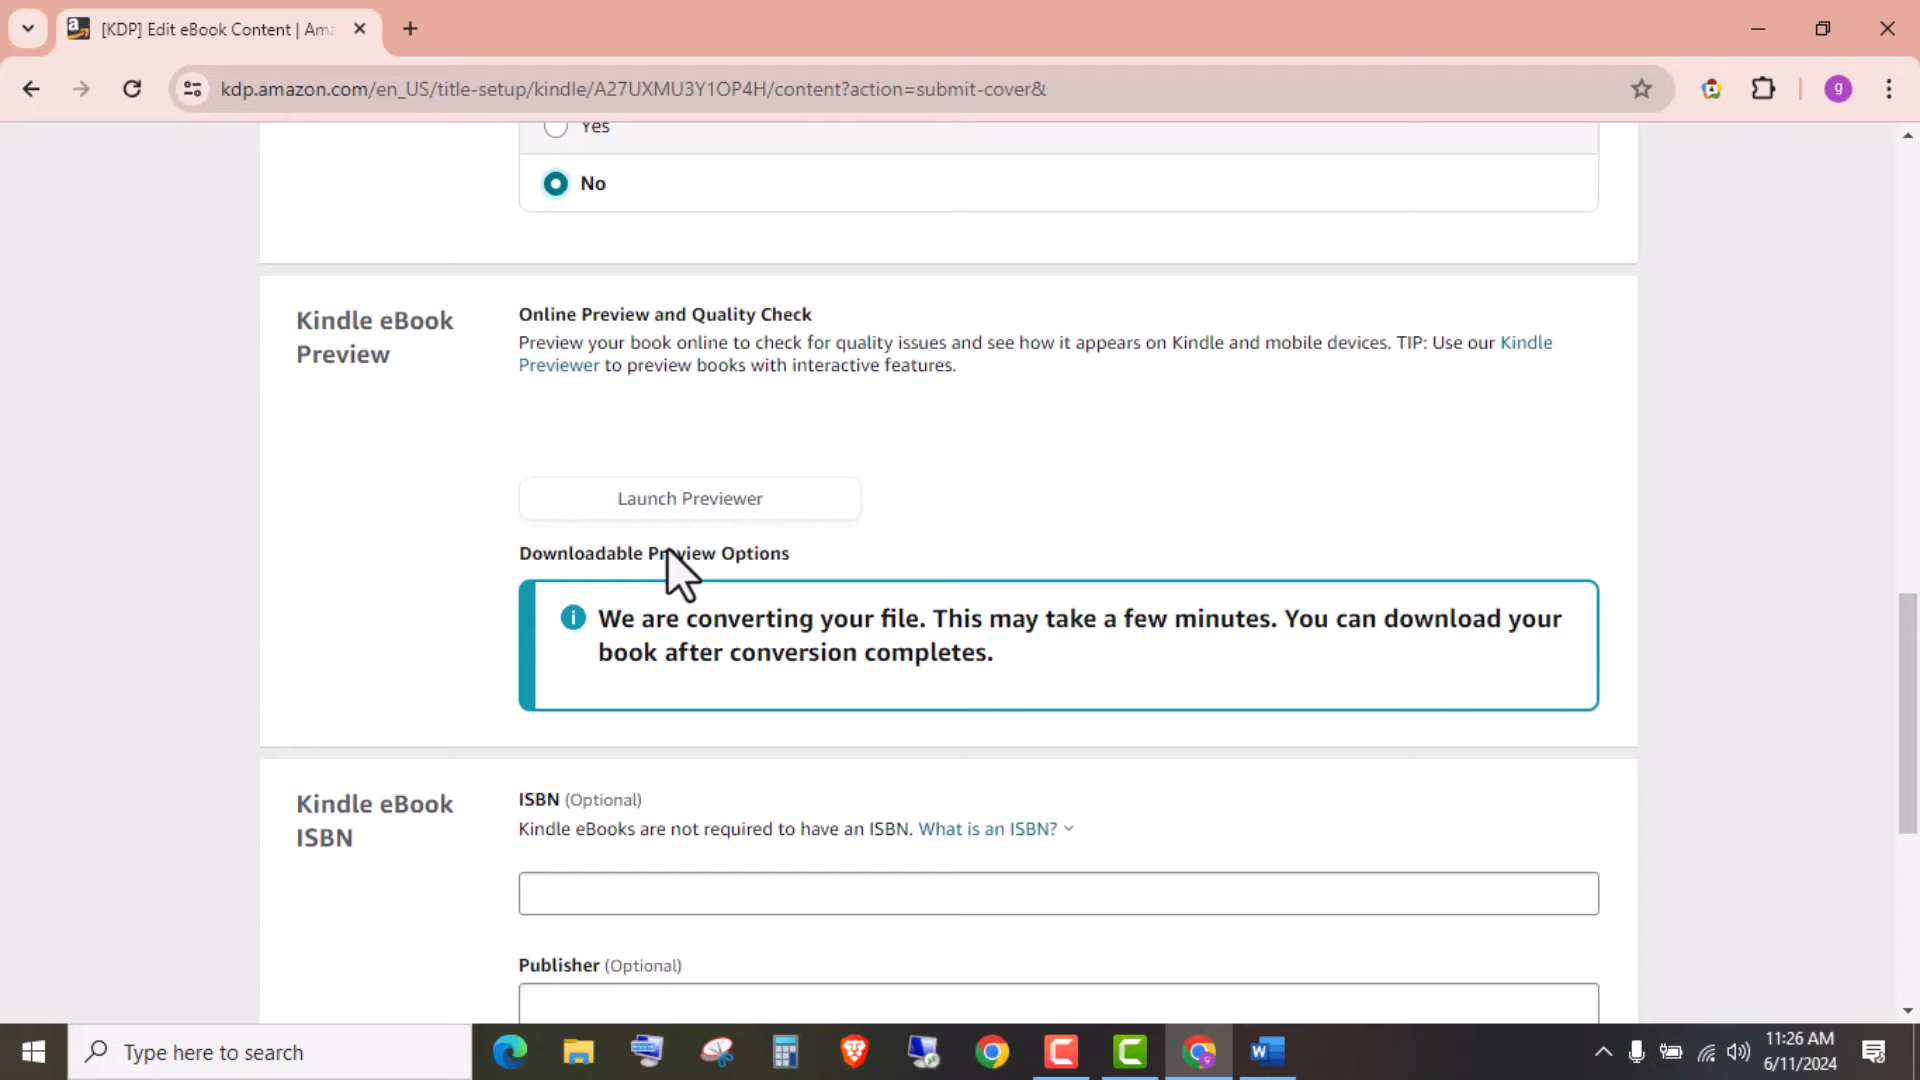 [KDP] Edit eBook Content | Ama
kdp.amazon.com/en_US/title-setup/kindle/A27UXMU3Y1OP4H/content?action=submit-cover&
g
Yes
No
Kindle eBook
Preview
Online Preview and Quality Check
Preview your book online to check for quality issues and see how it appears on Kindle and mobile devices. TIP: Use our Kindle
Previewer to preview books with interactive features.
Launch Previewer
Downloadable Preview Options
We are converting your file. This may take a few minutes. You can download your
book after conversion completes.
Kindle eBook
ISBN
ISBN (Optional)
Kindle eBooks are not required to have an ISBN. What is an ISBN?
Publisher (Optional)
Type here to search
11:26 AM
6/11/2024